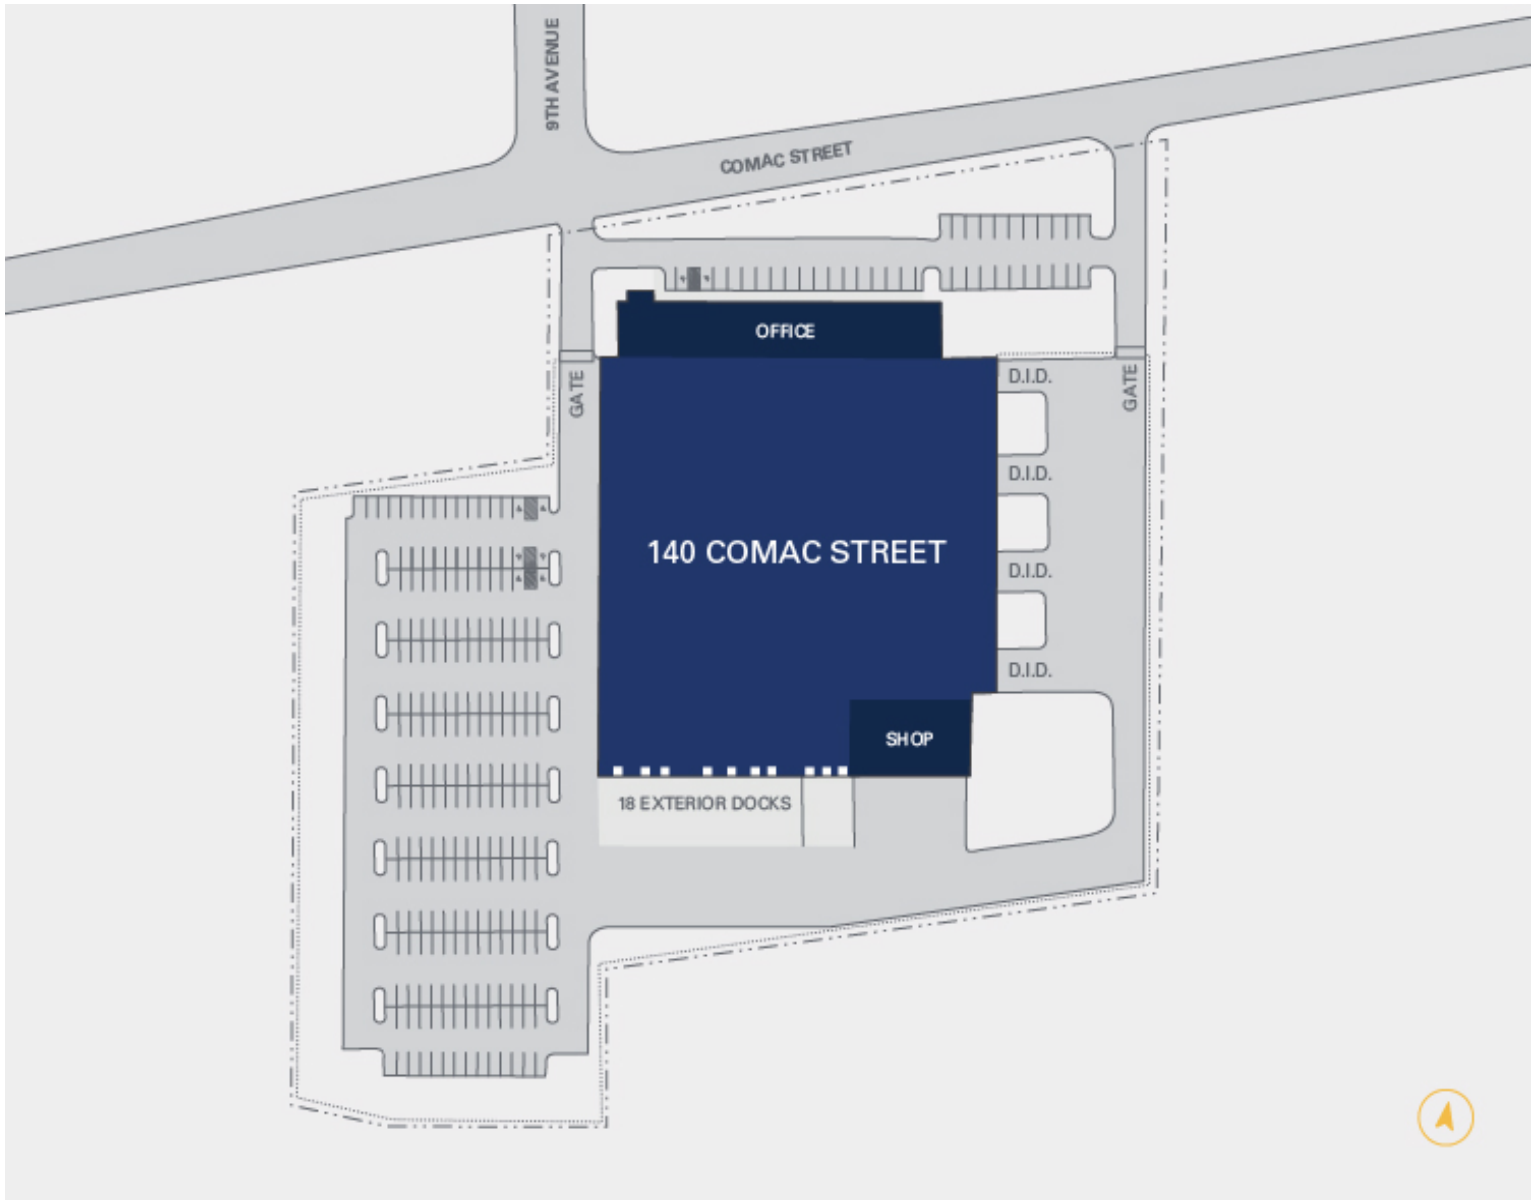 9TH AVENUE
COMAC STREET
OFFICE
GATE
D.I.D.
GATE
D.I.D.
140 COMAC STREET
D.I.D.
D.I.D.
SHOP
18 EXTERIOR DOCKS